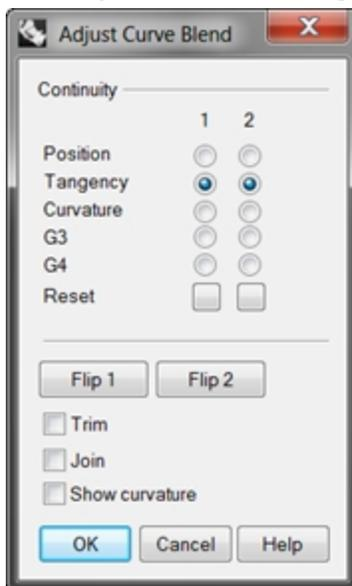 Adjust Curve Blend
Continuity
1 2
Position
Tangency
Curvature
G3
G4
Reset
Flip 1 Flip 2
Trim
Join
Show curvature
OK Cancel Help